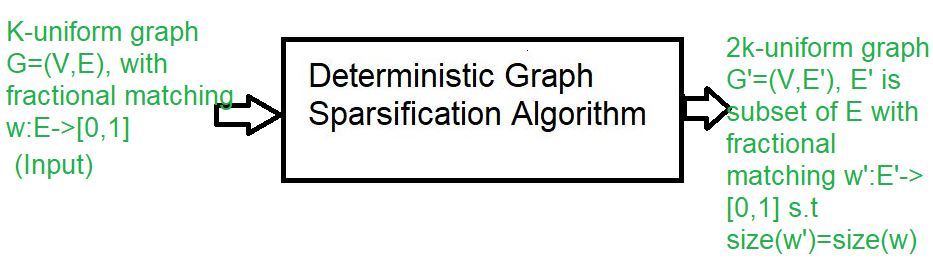 K-uniform graph
G=(V,E), with
fractional matching
w:E->[0,1]
(Input)
Deterministic Graph
Sparsification Algorithm
2k-uniform graph
G'=(V,E'), E' is
subset of E with
fractional
matching w':E'->
[0,1] s.t
size(w')=size(w)